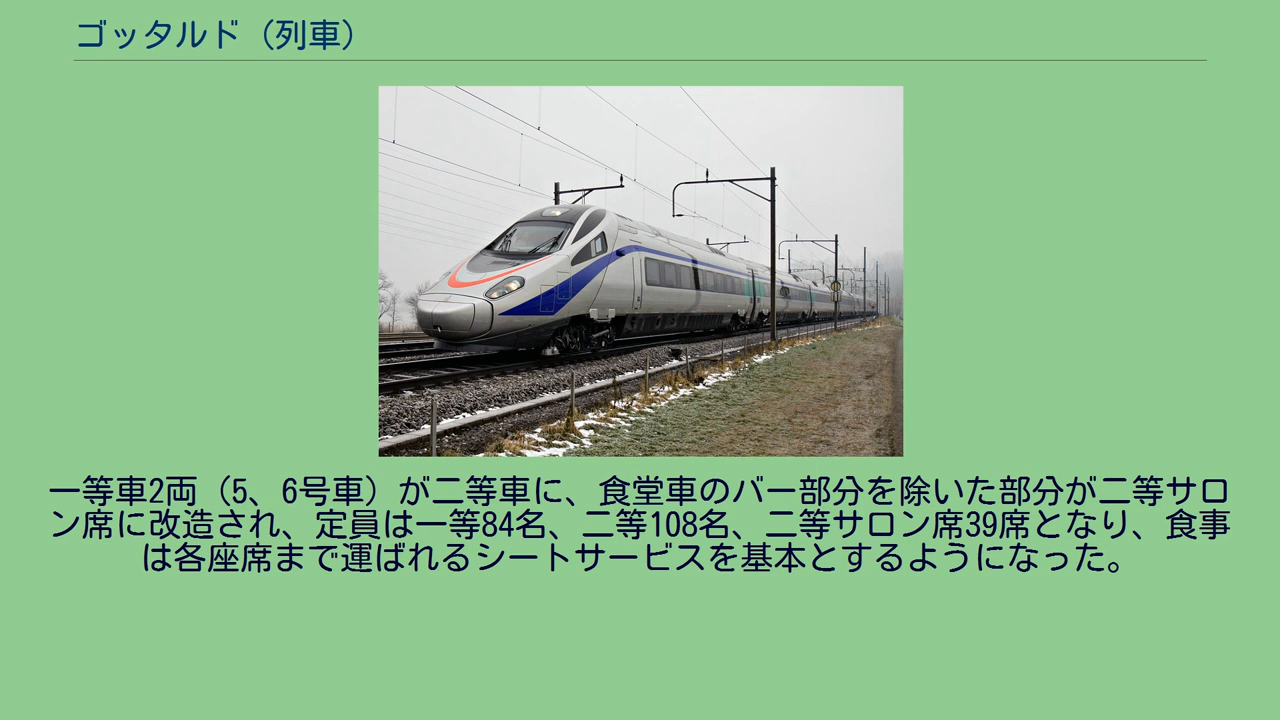 ゴッタルド（列車）
一等車2両（5、6号車）が二等車に、食堂車のバー部分を除いた部分が二等サロ
ン席に改造され、定員は一等84名、二等108名、二等サロン席39席となり、食事
は各座席まで運ばれるシートサービスを基本とするようになった。